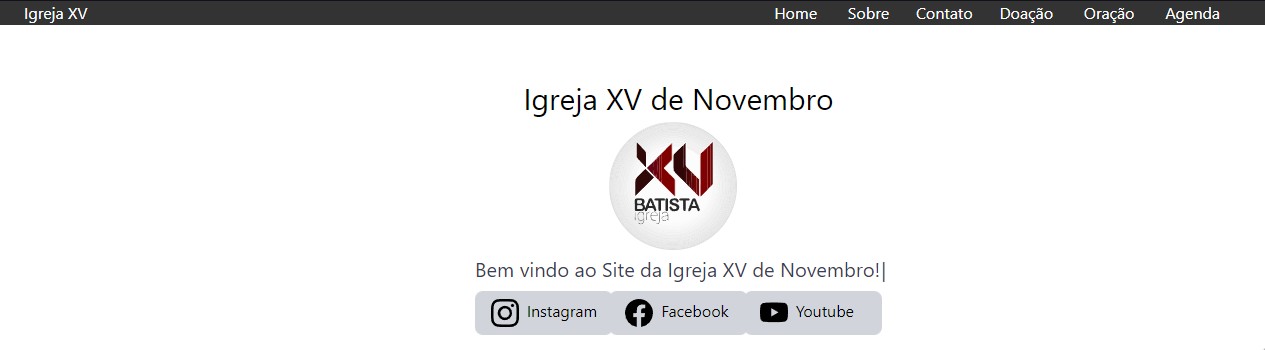 Igreja XV Home Sobre Contato Doação Oração Agenda
Igreja XV de Novembro
XV
BATISTA
igreja
Bem vindo ao Site da Igreja XV de Novembro!|
Instagram Facebook Youtube